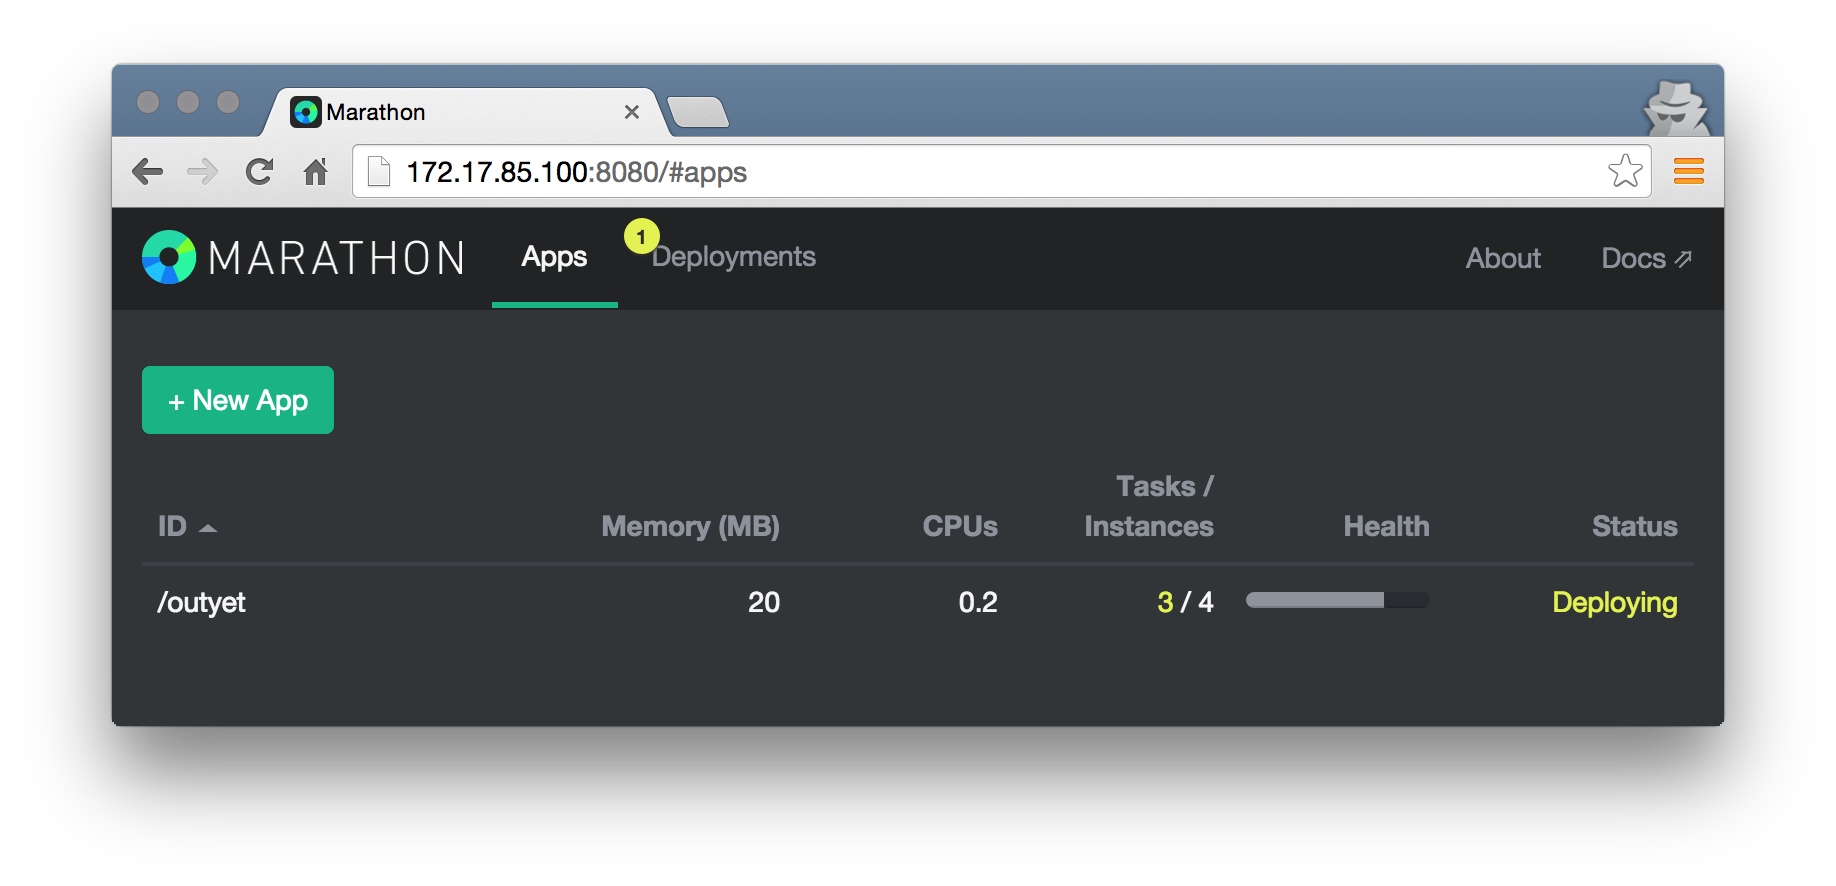 Marathon
172.17.85.100:8080/#apps
MARATHON Apps 1 Deployments About Docs
+ New App
ID Memory (MB) CPUs Tasks / Instances Health Status
/outyet 20 0.2 3 / 4 Deploying